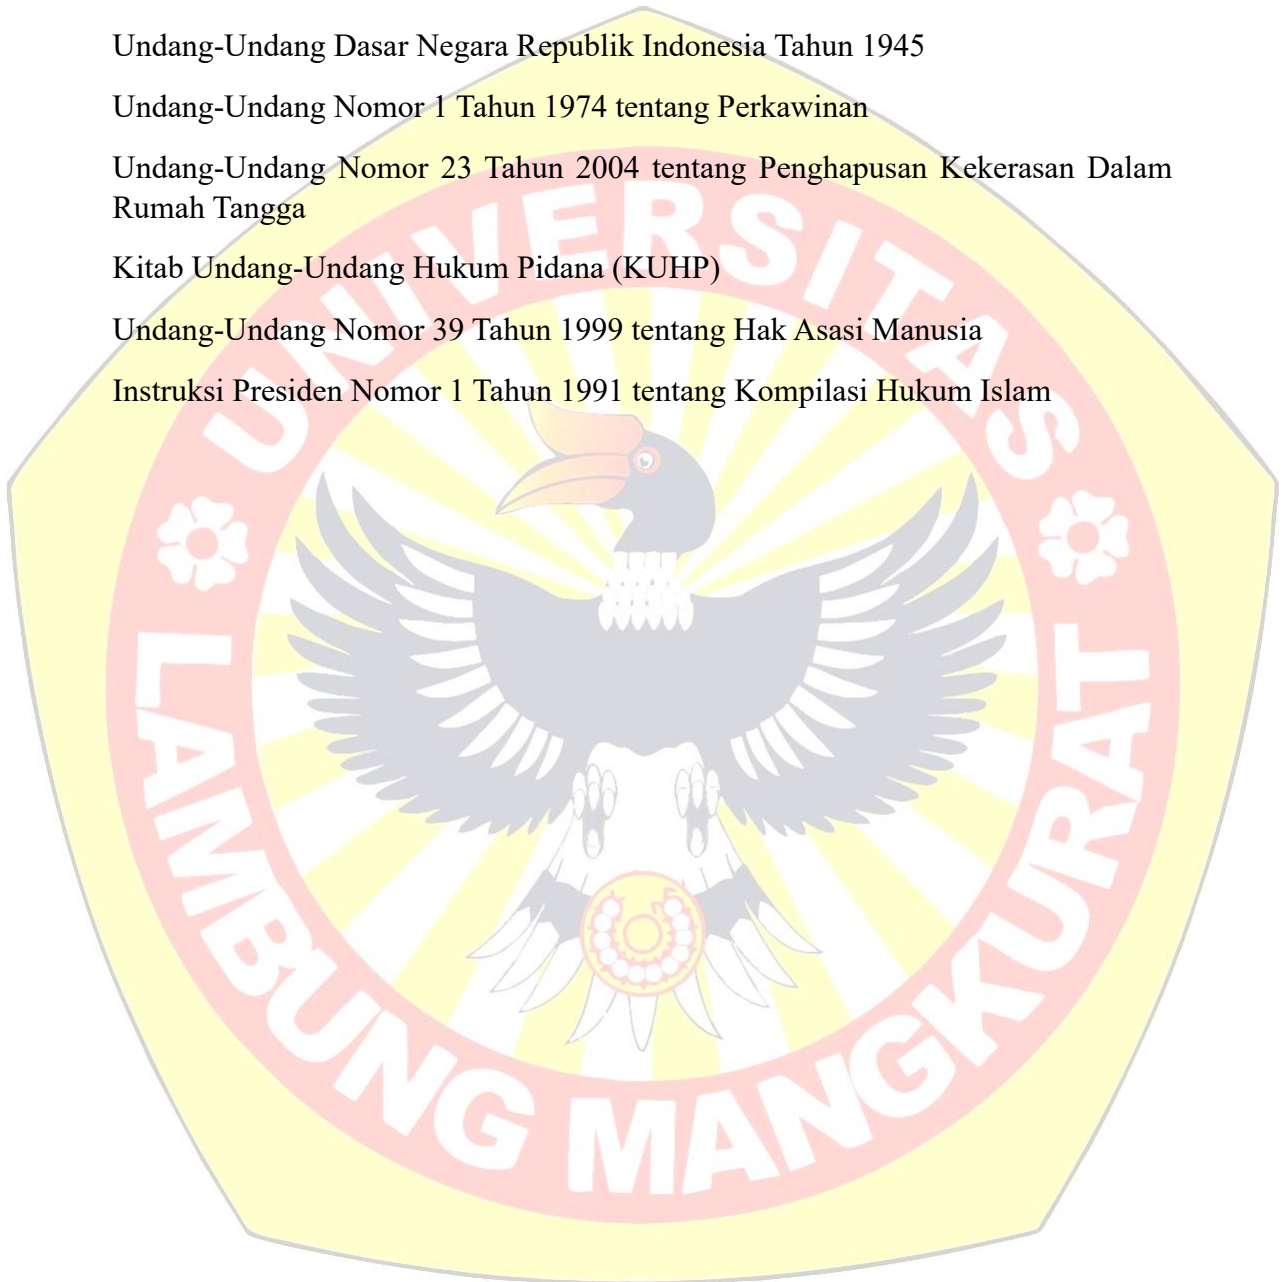 Undang-Undang Dasar Negara Republik Indonesia Tahun 1945
Undang-Undang Nomor 1 Tahun 1974 tentang Perkawinan
Undang-Undang Nomor 23 Tahun 2004 tentang Penghapusan Kekerasan Dalam
Rumah Tangga
Kitab Undang-Undang Hukum Pidana (KUHP)
Undang-Undang Nomor 39 Tahun 1999 tentang Hak Asasi Manusia
Instruksi Presiden Nomor 1 Tahun 1991 tentang Kompilasi Hukum Islam
UNIVERSITAS
LAMBUNG MANGKURAT